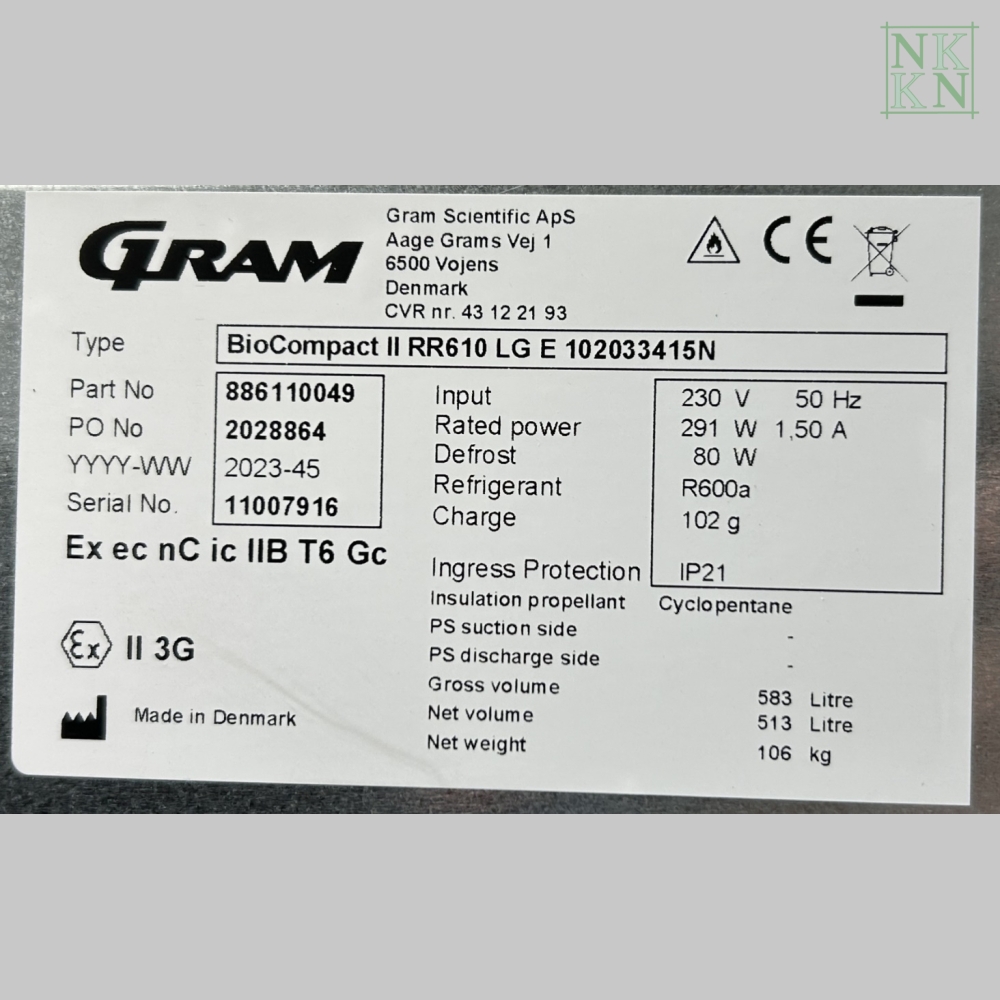 NK
KN
GRAM
Gram Scientific ApS
Aage Grams Vej 1
6500 Vojens
Denmark
CVR nr. 43 12 21 93
CE
Type BioCompact II RR610 LG E 102033415N
Part No 886110049
PO No 2028864
YYYY-WW 2023-45
Serial No. 11007916
Ex ec nC ic IIB T6 Gc
Ex II 3G
Made in Denmark
Input 230 V 50 Hz
Rated power 291 W 1,50 A
Defrost 80 W
Refrigerant R600a
Charge 102 g
Ingress Protection IP21
Insulation propellant Cyclopentane
PS suction side -
PS discharge side -
Gross volume 583 Litre
Net volume 513 Litre
Net weight 106 kg